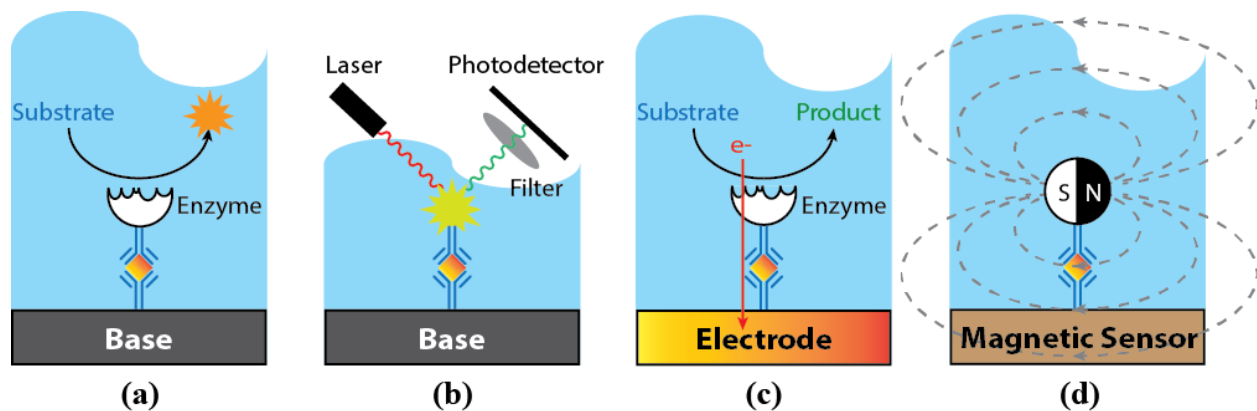 Substrate
Enzyme
Base
(a)
Laser
Photodetector
Filter
Base
(b)
Substrate
Product
e-
Enzyme
Electrode
(c)
S N
Magnetic Sensor
(d)